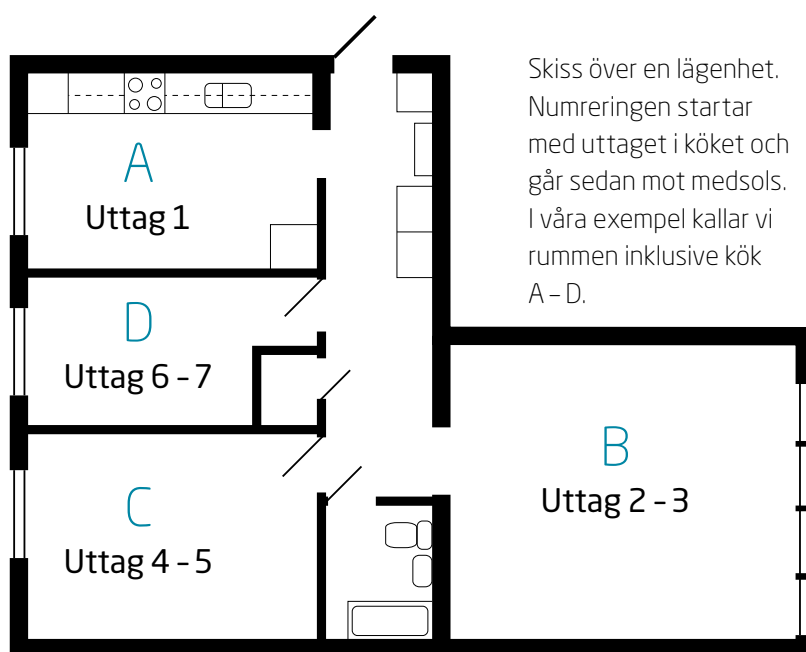 Skiss över en lägenhet.
Numreringen startar
med uttaget i köket och
går sedan mot medsols.
I våra exempel kallar vi
rummen inklusive kök
A – D.
A
Uttag 1
D
Uttag 6 – 7
B
Uttag 2 – 3
C
Uttag 4 – 5